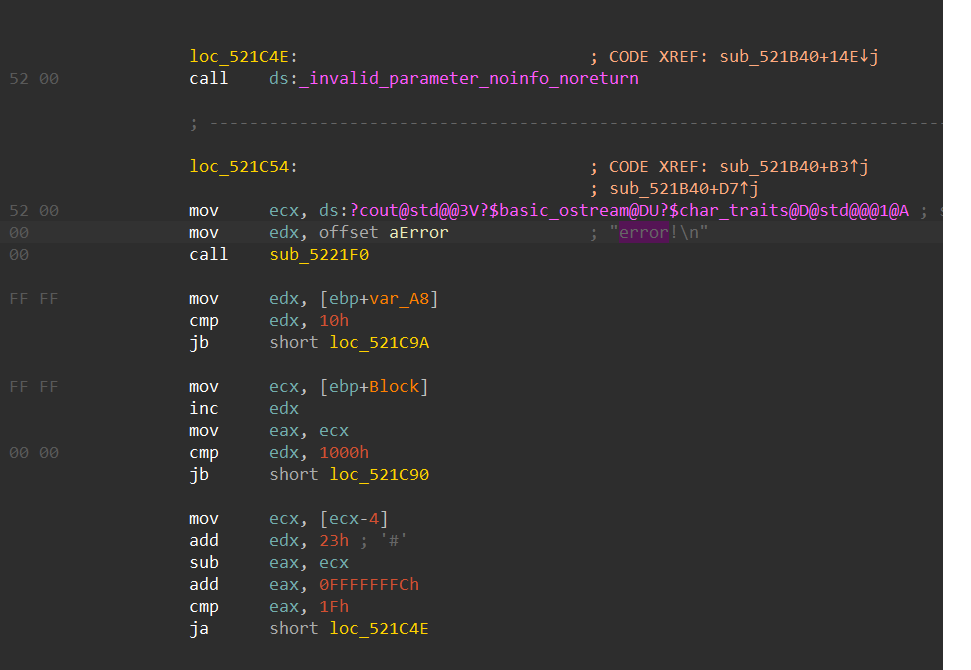 loc_521C4E: ; CODE XREF: sub_521B40+14E↓j
52 00 call ds:_invalid_parameter_noinfo_noreturn
; ---------------------------------------------------------------------------
loc_521C54: ; CODE XREF: sub_521B40+B3↑j
; sub_521B40+D7↑j
52 00 mov ecx, ds:?cout@std@@3V?$basic_ostream@DU?$char_traits@D@std@@@1@A ; s
00 mov edx, offset aError ; "error!\n"
00 call sub_5221F0
FF FF mov edx, [ebp+var_A8]
cmp edx, 10h
jb short loc_521C9A
FF FF mov ecx, [ebp+Block]
inc edx
mov eax, ecx
00 00 cmp edx, 1000h
jb short loc_521C90
mov ecx, [ecx-4]
add edx, 23h ; '#'
sub eax, ecx
add eax, 0FFFFFFFCh
cmp eax, 1Fh
ja short loc_521C4E